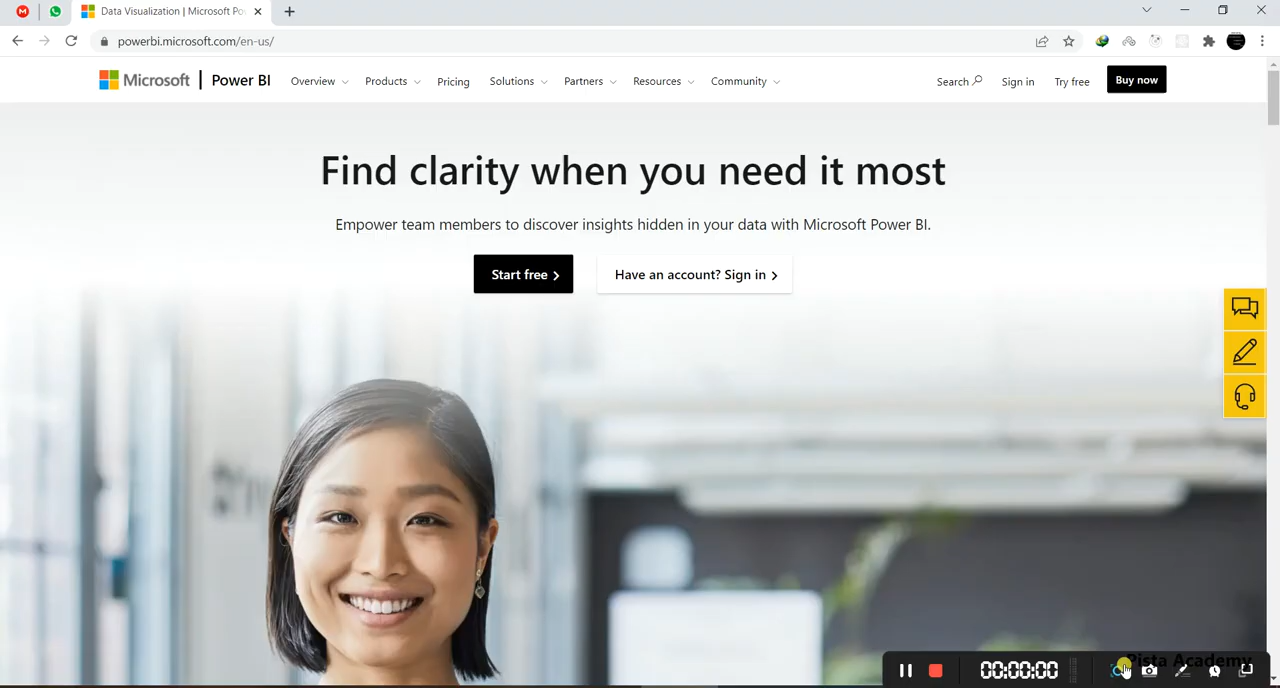 Data Visualization | Microsoft Po
powerbi.microsoft.com/en-us/
Microsoft | Power BI Overview Products Pricing Solutions Partners Resources Community Search Sign in Try free Buy now
Find clarity when you need it most
Empower team members to discover insights hidden in your data with Microsoft Power BI.
Start free Have an account? Sign in
00:00:00
Pista Academy